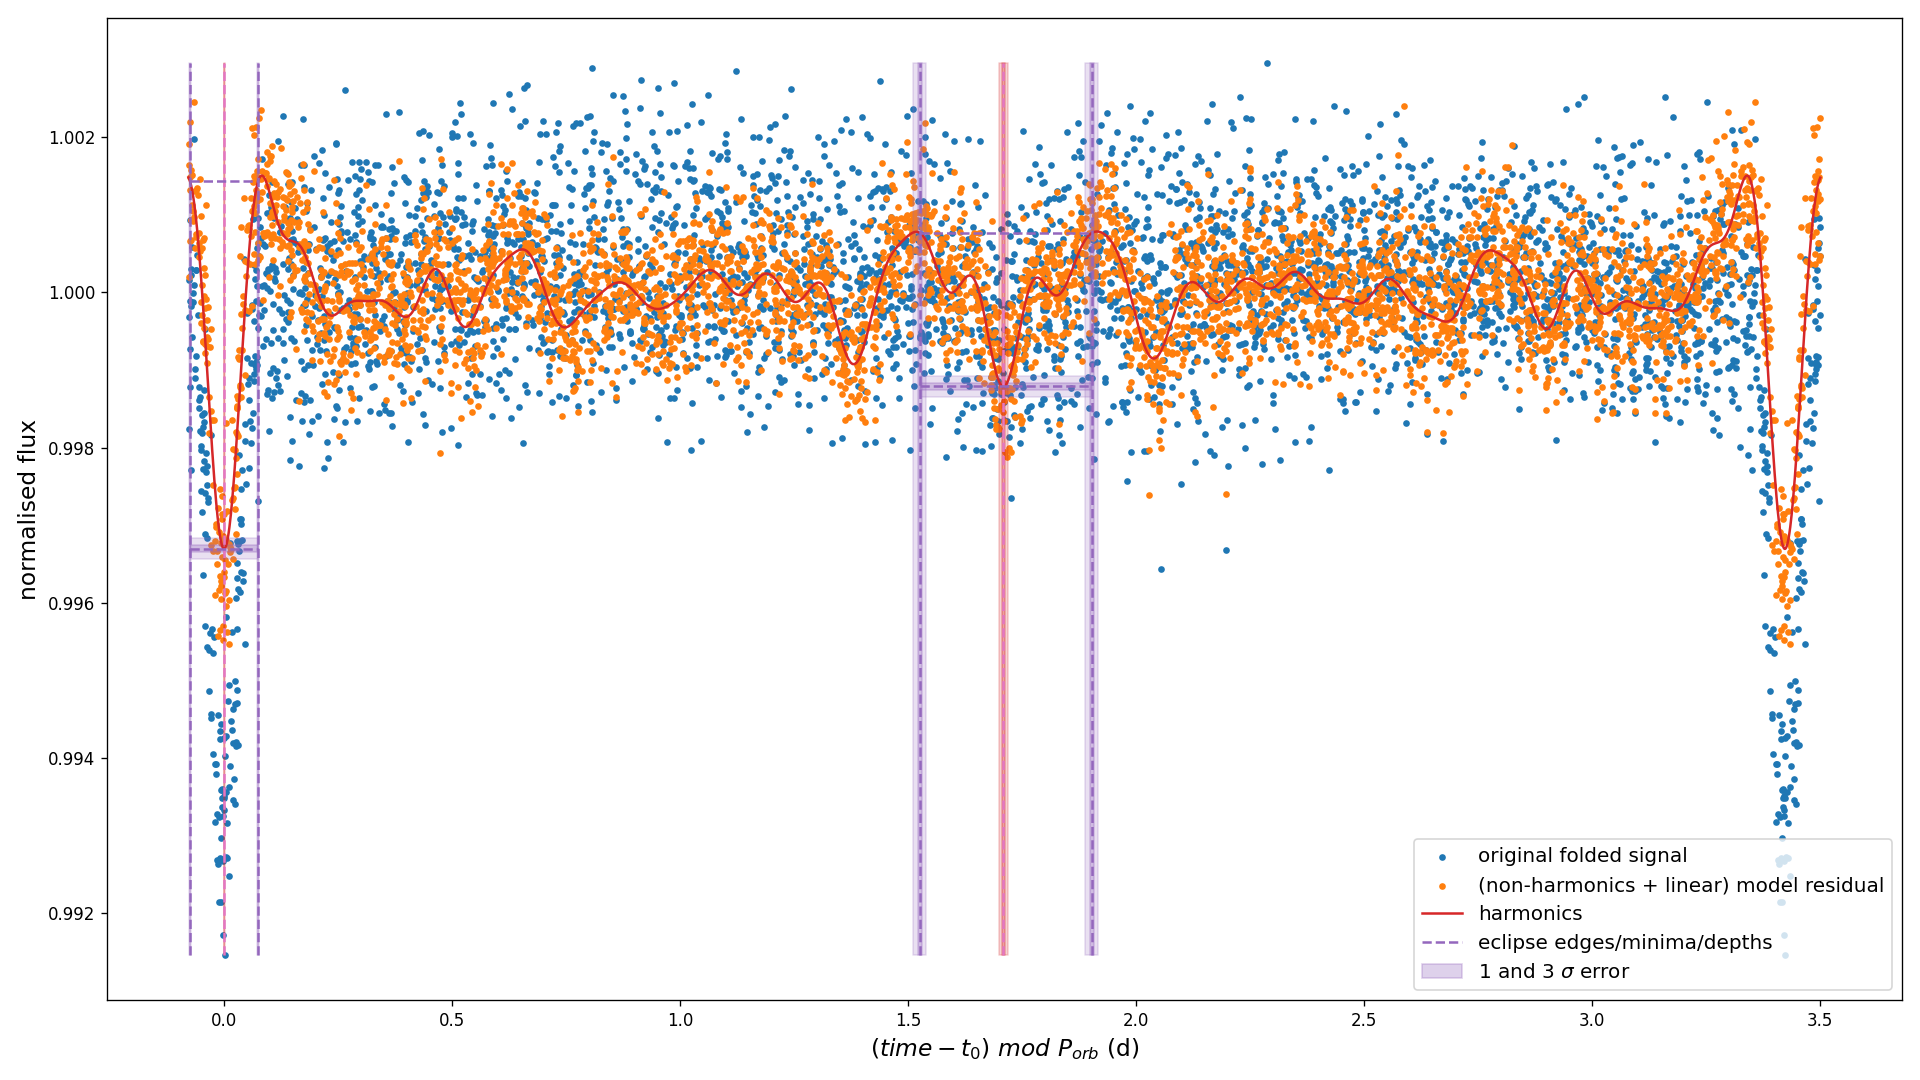 normalised flux
1.002
1.000
0.998
0.996
0.994
0.992
0.0 0.5 1.0 1.5 2.0 2.5 3.0 3.5
(time − t₀) mod P_orb (d)
original folded signal
(non-harmonics + linear) model residual
harmonics
eclipse edges/minima/depths
1 and 3 σ error